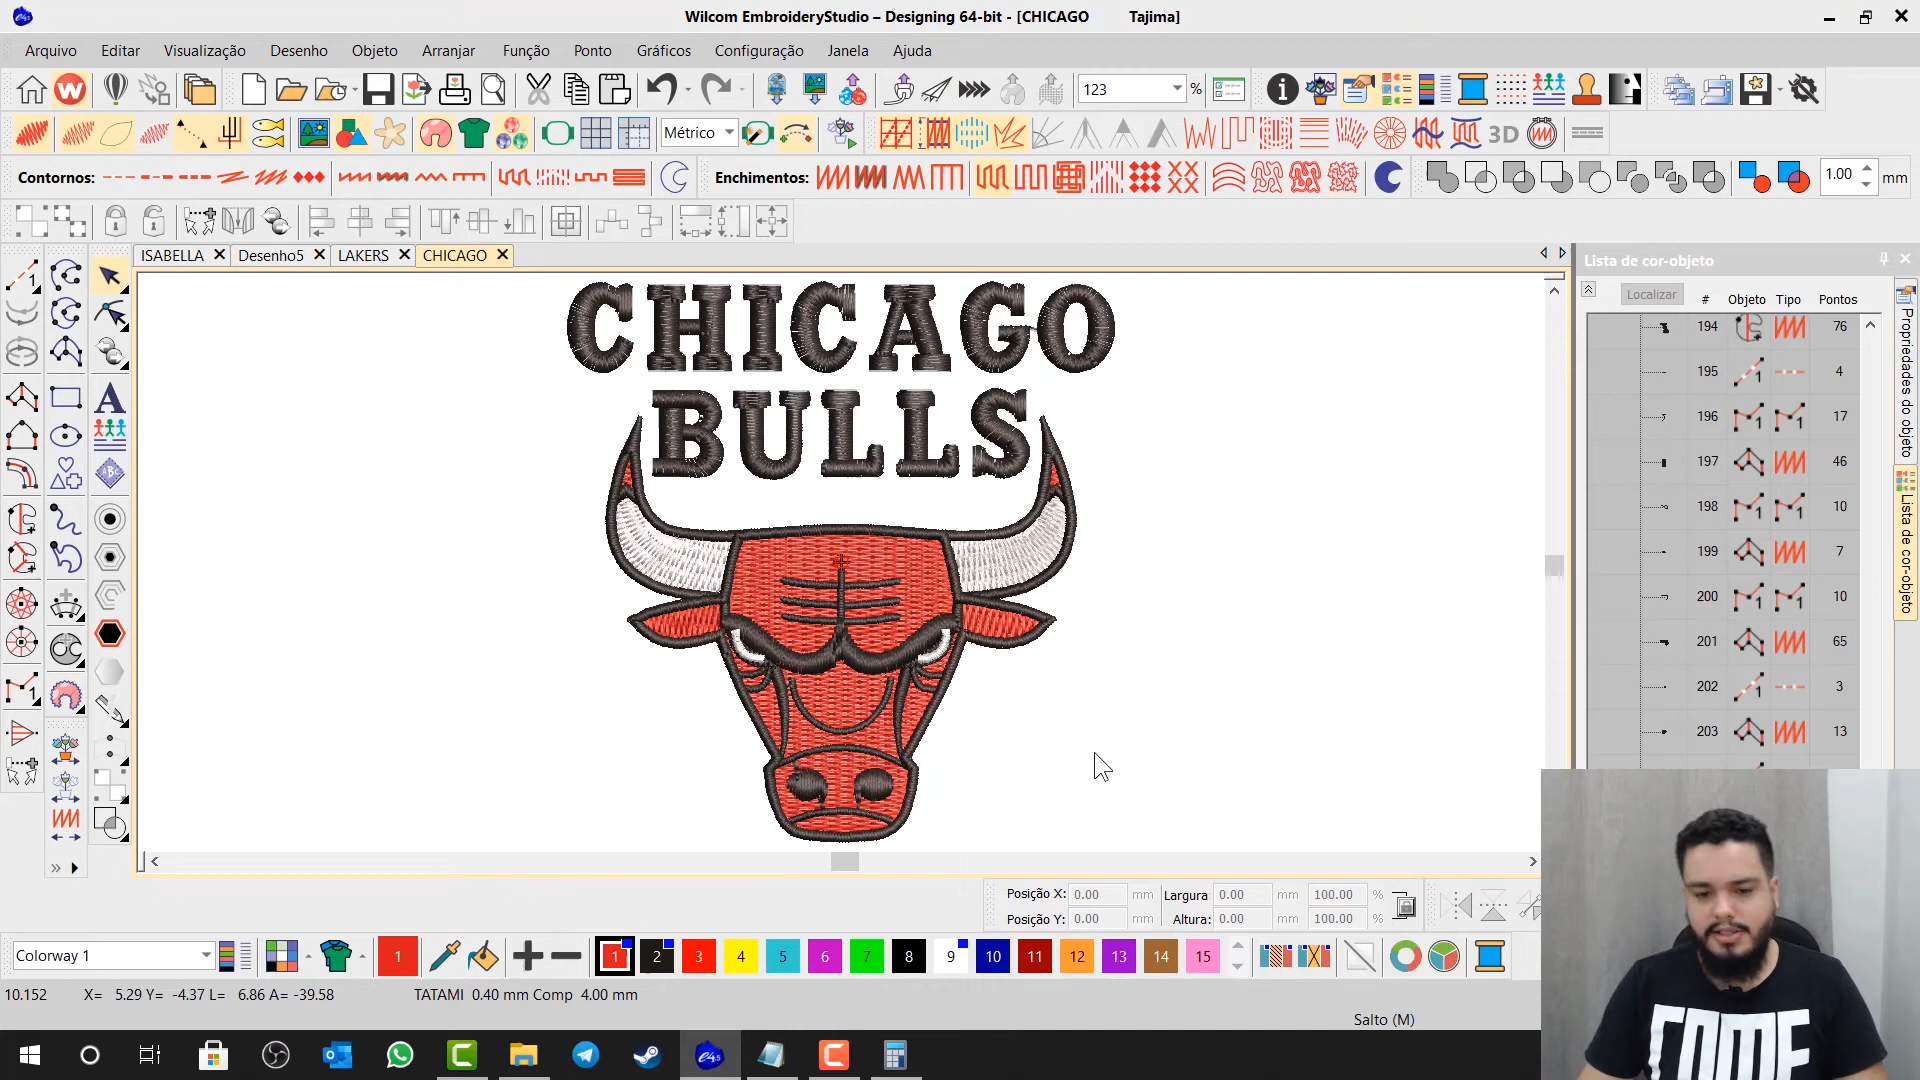 Wilcom EmbroideryStudio – Designing 64-bit - [CHICAGO Tajima]
Arquivo Editar Visualização Desenho Objeto Arranjar Função Ponto Gráficos Configuração Janela Ajuda
123 %
Métrico 3D
Contornos: Enchimentos: 1.00 mm
ISABELLA Desenho5 LAKERS CHICAGO
Lista de cor-objeto
Localizar # Objeto Tipo Pontos
194 76
195 4
196 17
197 46
198 10
199 7
200 10
201 65
202 3
203 13
Propriedades do objeto
Lista de cor-objeto
CHICAGO
BULLS
Posição X: 0.00 mm Largura 0.00 mm 100.00 %
Posição Y: 0.00 mm Altura: 0.00 mm 100.00 %
Colorway 1 1 1 2 3 4 5 6 7 8 9 10 11 12 13 14 15
10.152 X= 5.29 Y= -4.37 L= 6.86 A= -39.58 TATAMI 0.40 mm Comp 4.00 mm
Salto (M)